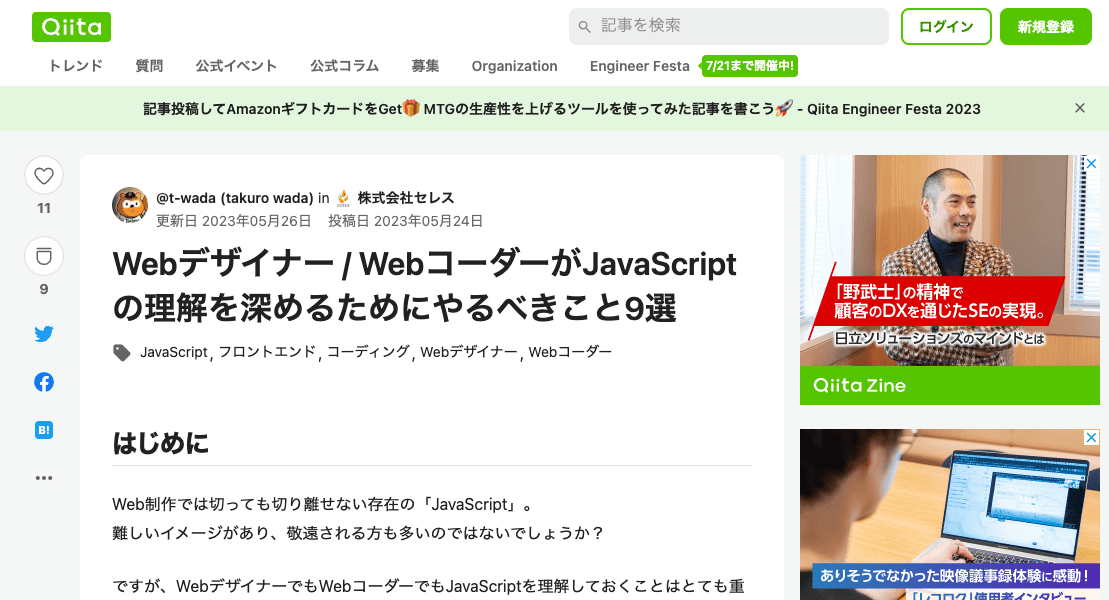 Qiita
記事を検索
ログイン
新規登録
トレンド 質問 公式イベント 公式コラム 募集 Organization Engineer Festa 7/21まで開催中!
記事投稿してAmazonギフトカードをGet🎁 MTGの生産性を上げるツールを使ってみた記事を書こう🚀 - Qiita Engineer Festa 2023
11
9
B!
@t-wada (takuro wada) in 株式会社セレス
更新日 2023年05月26日 投稿日 2023年05月24日
Webデザイナー / WebコーダーがJavaScript
の理解を深めるためにやるべきこと9選
JavaScript, フロントエンド, コーディング, Webデザイナー, Webコーダー
はじめに
Web制作では切っても切り離せない存在の「JavaScript」。
難しいイメージがあり、敬遠される方も多いのではないでしょうか？
ですが、WebデザイナーでもWebコーダーでもJavaScriptを理解しておくことはとても重
「野武士」の精神で
顧客のDXを通じたSEの実現。
日立ソリューションズのマインドとは
Qiita Zine
ありそうでなかった映像議事録体験に感動！
「レコロク」使用者インタビュー